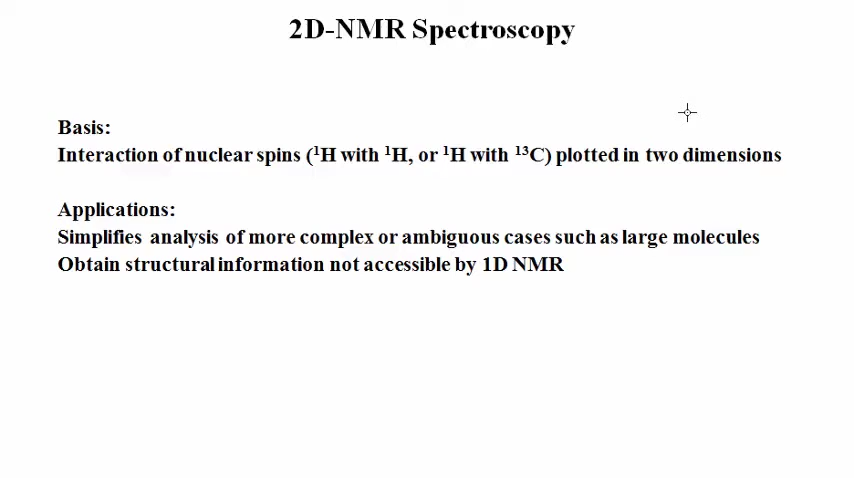 2D-NMR Spectroscopy
Basis:
Interaction of nuclear spins (¹H with ¹H, or ¹H with ¹³C) plotted in two dimensions
Applications:
Simplifies analysis of more complex or ambiguous cases such as large molecules
Obtain structural information not accessible by 1D NMR